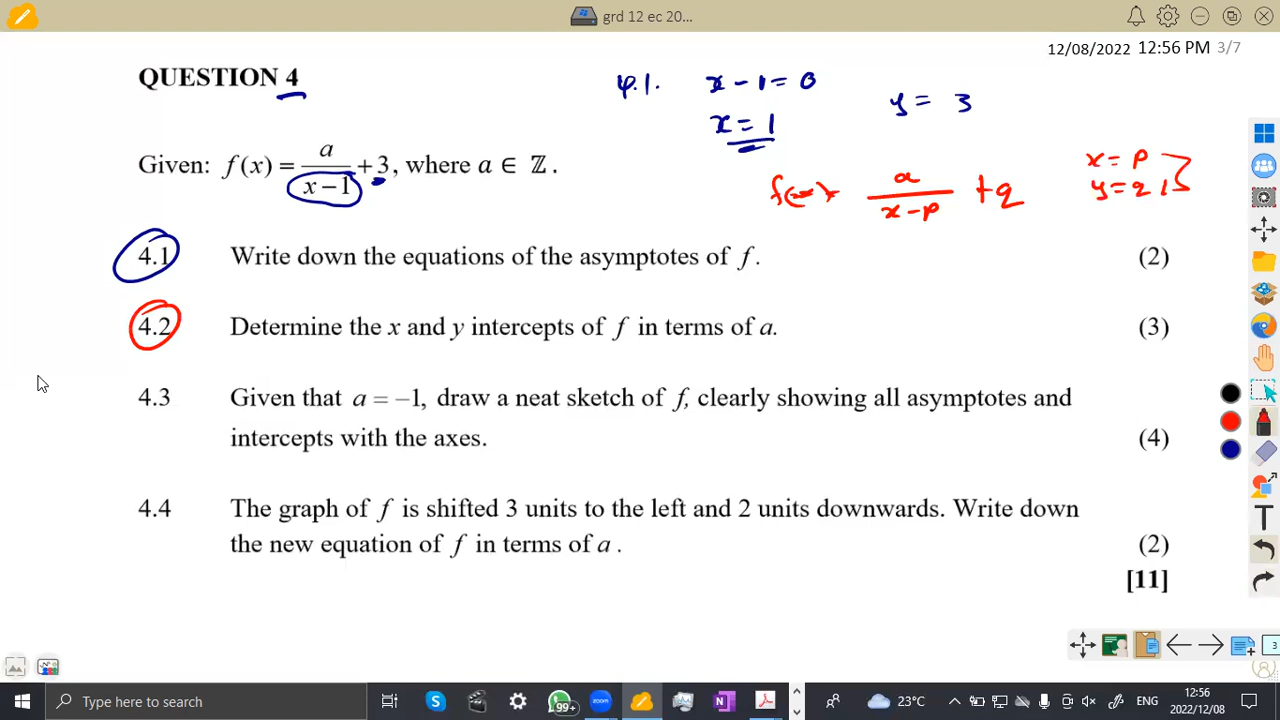 grd 12 ec 20...
12/08/2022 12:56 PM 3/7
QUESTION 4
4.1. x - 1 = 0
y = 3
x = 1
Given: f(x) = a/(x−1) + 3, where a ∈ ℤ.
f(x) a/(x-p) + q
x = p
y = q
4.1 Write down the equations of the asymptotes of f. (2)
4.2 Determine the x and y intercepts of f in terms of a. (3)
4.3 Given that a = −1, draw a neat sketch of f, clearly showing all asymptotes and
intercepts with the axes. (4)
4.4 The graph of f is shifted 3 units to the left and 2 units downwards. Write down
the new equation of f in terms of a . (2)
[11]
T
3
Type here to search
99+
23°C
ENG
12:56
2022/12/08